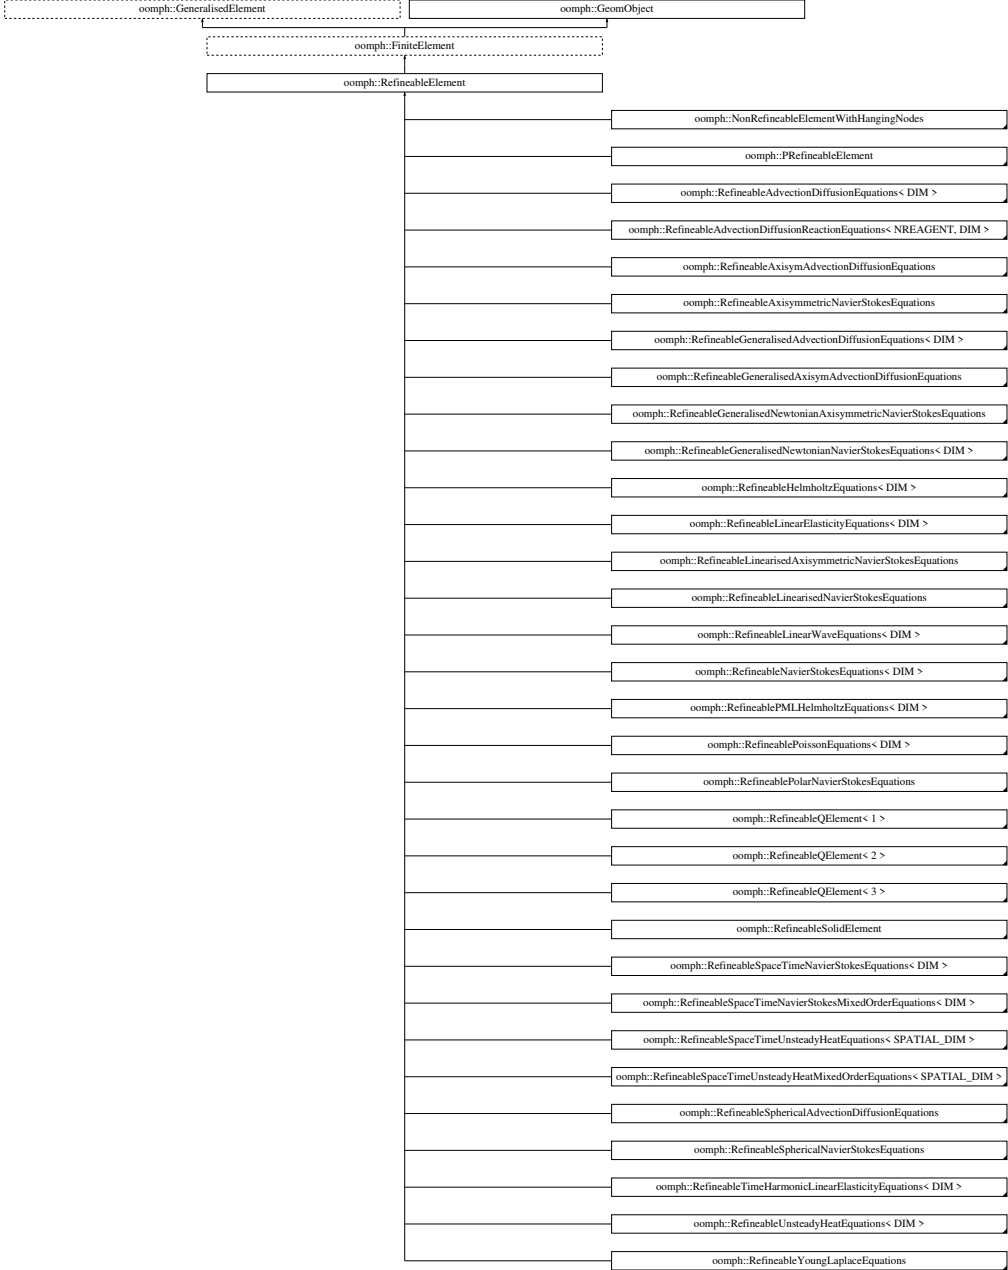 oomph::GeneralisedElement
oomph::GeomObject
oomph::FiniteElement
oomph::RefineableElement
oomph::NonRefineableElementWithHangingNodes
oomph::PRefineableElement
oomph::RefineableAdvectionDiffusionEquations< DIM >
oomph::RefineableAdvectionDiffusionReactionEquations< NREAGENT, DIM >
oomph::RefineableAxisymAdvectionDiffusionEquations
oomph::RefineableAxisymmetricNavierStokesEquations
oomph::RefineableGeneralisedAdvectionDiffusionEquations< DIM >
oomph::RefineableGeneralisedAxisymAdvectionDiffusionEquations
oomph::RefineableGeneralisedNewtonianAxisymmetricNavierStokesEquations
oomph::RefineableGeneralisedNewtonianNavierStokesEquations< DIM >
oomph::RefineableHelmholtzEquations< DIM >
oomph::RefineableLinearElasticityEquations< DIM >
oomph::RefineableLinearisedAxisymmetricNavierStokesEquations
oomph::RefineableLinearisedNavierStokesEquations
oomph::RefineableLinearWaveEquations< DIM >
oomph::RefineableNavierStokesEquations< DIM >
oomph::RefineablePMLHelmholtzEquations< DIM >
oomph::RefineablePoissonEquations< DIM >
oomph::RefineablePolarNavierStokesEquations
oomph::RefineableQElement< 1 >
oomph::RefineableQElement< 2 >
oomph::RefineableQElement< 3 >
oomph::RefineableSolidElement
oomph::RefineableSpaceTimeNavierStokesEquations< DIM >
oomph::RefineableSpaceTimeNavierStokesMixedOrderEquations< DIM >
oomph::RefineableSpaceTimeUnsteadyHeatEquations< SPATIAL_DIM >
oomph::RefineableSpaceTimeUnsteadyHeatMixedOrderEquations< SPATIAL_DIM >
oomph::RefineableSphericalAdvectionDiffusionEquations
oomph::RefineableSphericalNavierStokesEquations
oomph::RefineableTimeHarmonicLinearElasticityEquations< DIM >
oomph::RefineableUnsteadyHeatEquations< DIM >
oomph::RefineableYoungLaplaceEquations